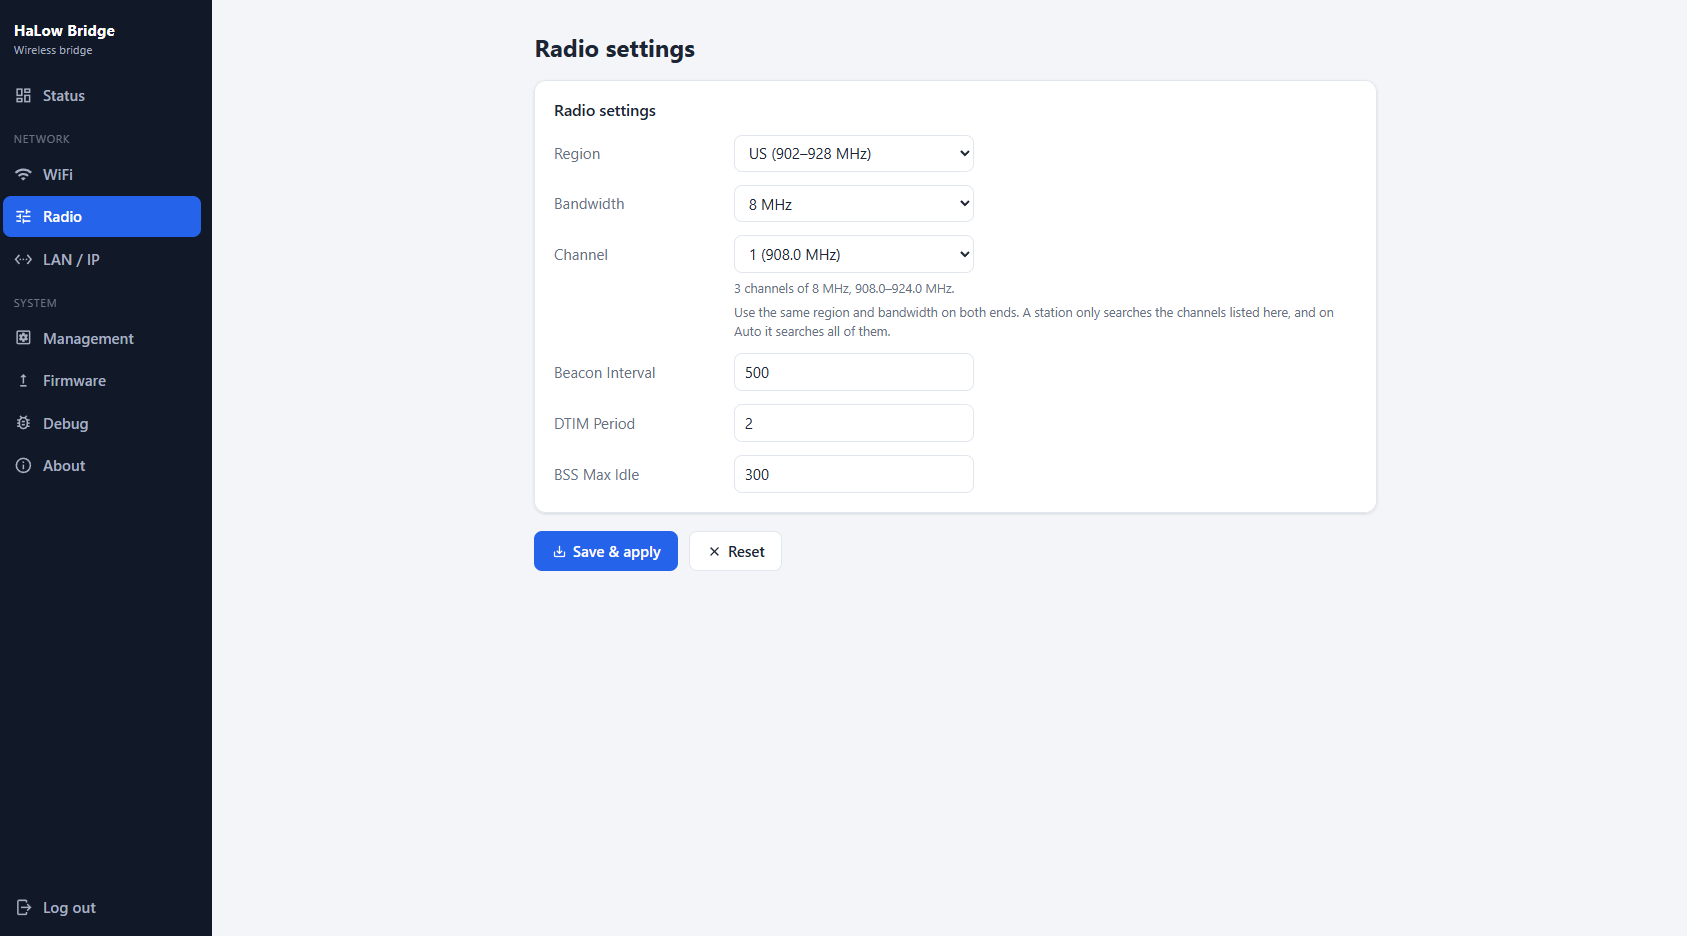 HaLow Bridge
Wireless bridge
Status
NETWORK
WiFi
Radio
LAN / IP
SYSTEM
Management
Firmware
Debug
About
Log out
Radio settings
Radio settings
Region
US (902–928 MHz)
Bandwidth
8 MHz
Channel
1 (908.0 MHz)
3 channels of 8 MHz, 908.0–924.0 MHz.
Use the same region and bandwidth on both ends. A station only searches the channels listed here, and on
Auto it searches all of them.
Beacon Interval
500
DTIM Period
2
BSS Max Idle
300
Save & apply
Reset